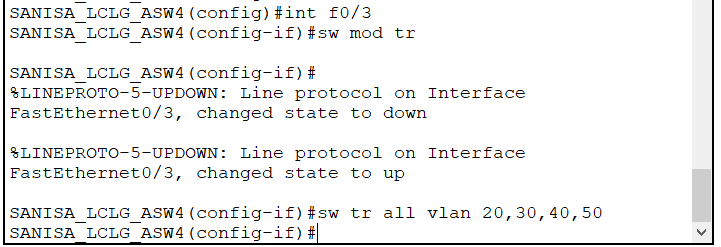 SANISA_LCLG_ASW4(config)#int f0/3
SANISA_LCLG_ASW4(config-if)#sw mod tr
SANISA_LCLG_ASW4(config-if)#
%LINEPROTO-5-UPDOWN: Line protocol on Interface
FastEthernet0/3, changed state to down
%LINEPROTO-5-UPDOWN: Line protocol on Interface
FastEthernet0/3, changed state to up
SANISA_LCLG_ASW4(config-if)#sw tr all vlan 20,30,40,50
SANISA_LCLG_ASW4(config-if)#